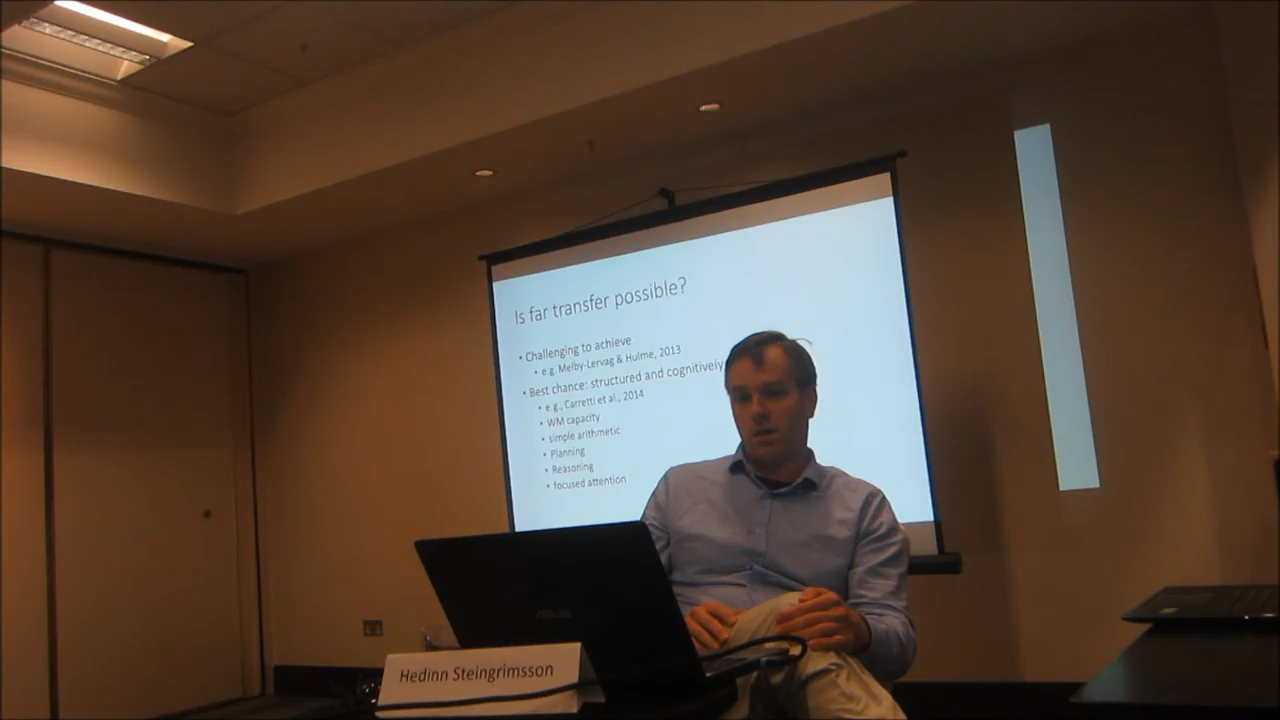 Is far transfer possible?
• Challenging to achieve
• e.g. Melby-Lervag & Hulme, 2013
• Best chance: structured and cognitively
• e.g., Carretti et al., 2014
• WM capacity
• simple arithmetic
• Planning
• Reasoning
• focused attention
ASUS
Hedinn Steingrimsson